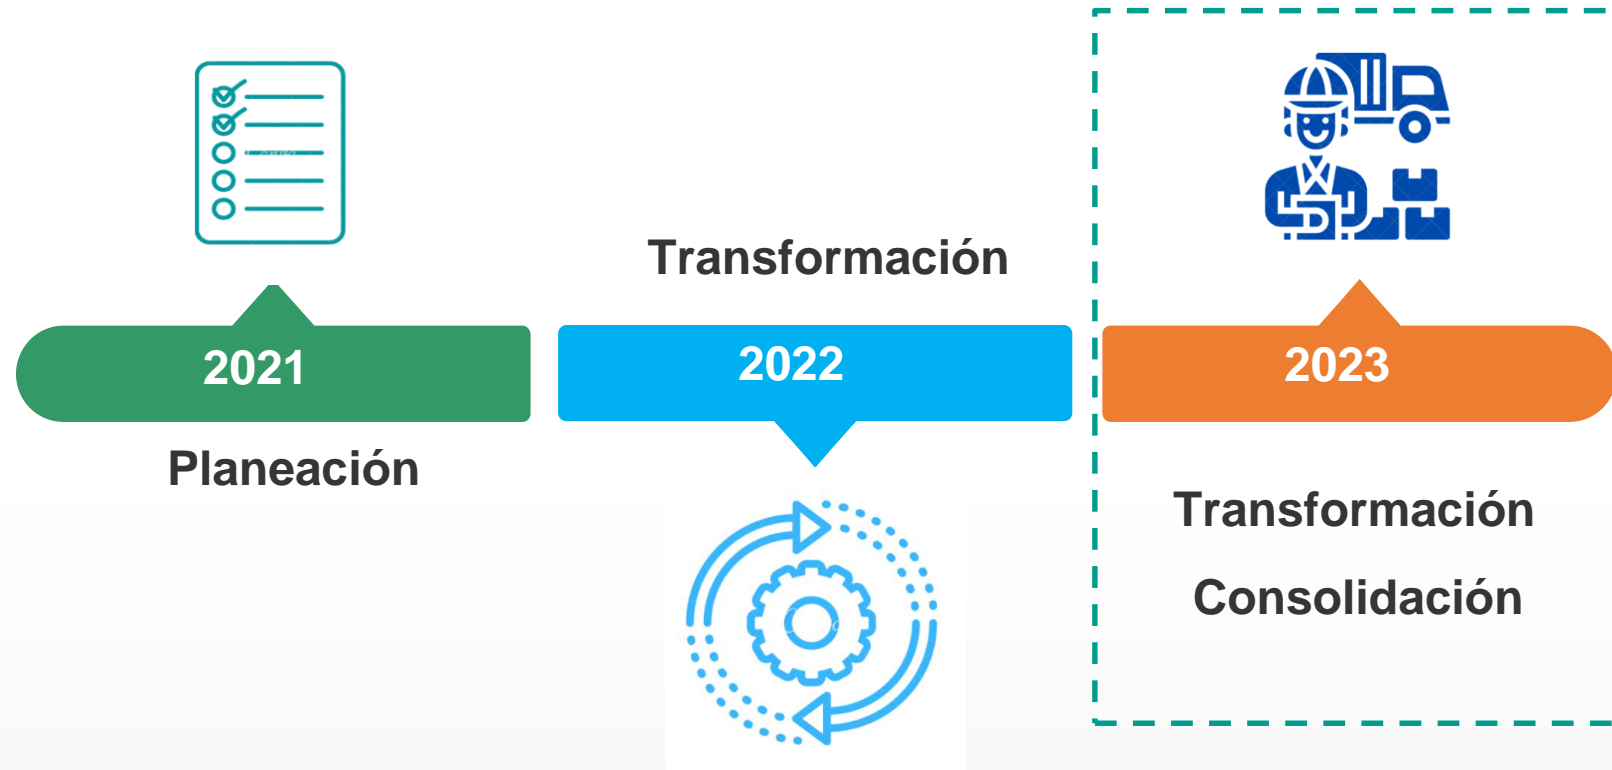 2021
Planeación
Transformación
2022
2023
Transformación
Consolidación